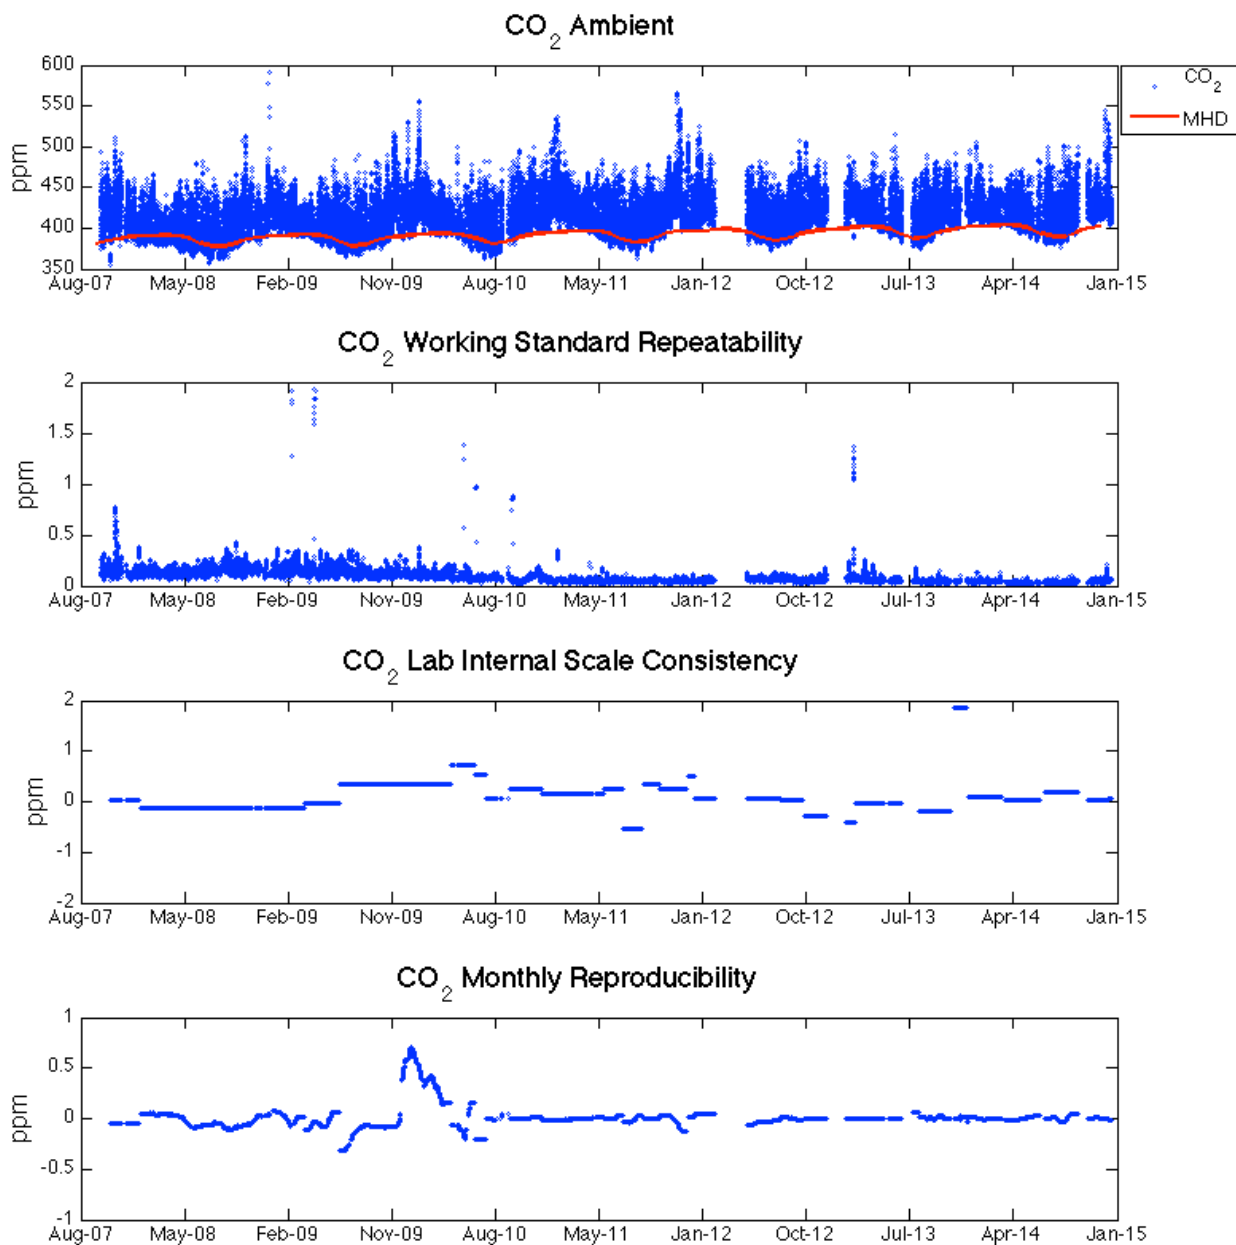 CO2 Ambient
600
550
500
450
400
350
ppm
Aug-07 May-08 Feb-09 Nov-09 Aug-10 May-11 Jan-12 Oct-12 Jul-13 Apr-14 Jan-15
CO2
MHD
CO2 Working Standard Repeatability
2
1.5
1
0.5
0
ppm
Aug-07 May-08 Feb-09 Nov-09 Aug-10 May-11 Jan-12 Oct-12 Jul-13 Apr-14 Jan-15
CO2 Lab Internal Scale Consistency
2
1
0
-1
-2
ppm
Aug-07 May-08 Feb-09 Nov-09 Aug-10 May-11 Jan-12 Oct-12 Jul-13 Apr-14 Jan-15
CO2 Monthly Reproducibility
1
0.5
0
-0.5
-1
ppm
Aug-07 May-08 Feb-09 Nov-09 Aug-10 May-11 Jan-12 Oct-12 Jul-13 Apr-14 Jan-15